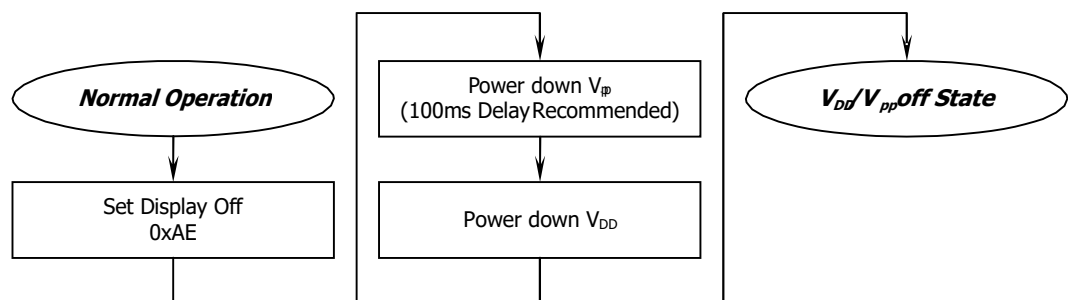 Normal Operation
Set Display Off
0xAE
Power down Vpp
(100ms Delay Recommended)
Power down VDD
VDD/Vpp off State